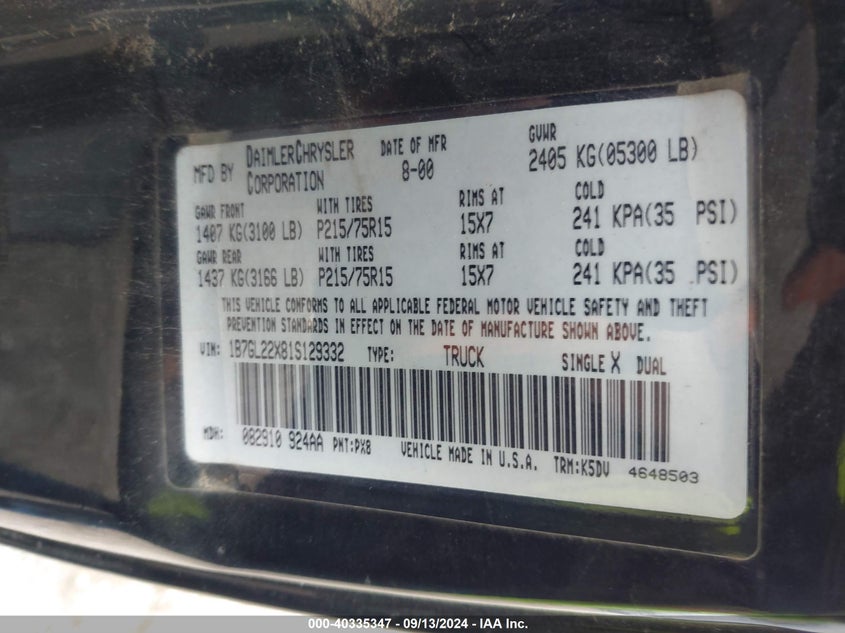 MFD BY DAIMLERCHRYSLER CORPORATION DATE OF MFR 8-00 GVWR 2405 KG(05300 LB)
GAWR FRONT WITH TIRES RIMS AT COLD
1407 KG(3100 LB) P215/75R15 15X7 241 KPA(35 PSI)
GAWR REAR WITH TIRES RIMS AT COLD
1437 KG(3166 LB) P215/75R15 15X7 241 KPA(35 PSI)
THIS VEHICLE CONFORMS TO ALL APPLICABLE FEDERAL MOTOR VEHICLE SAFETY AND THEFT
PREVENTION STANDARDS IN EFFECT ON THE DATE OF MANUFACTURE SHOWN ABOVE.
VIN: 1B7GL22X81S129332 TYPE: TRUCK SINGLE X DUAL
MDH: 082910 924AA PNT:PX8 VEHICLE MADE IN U.S.A. TRM:K5DV 4648503
000-40335347 - 09/13/2024 - IAA Inc.